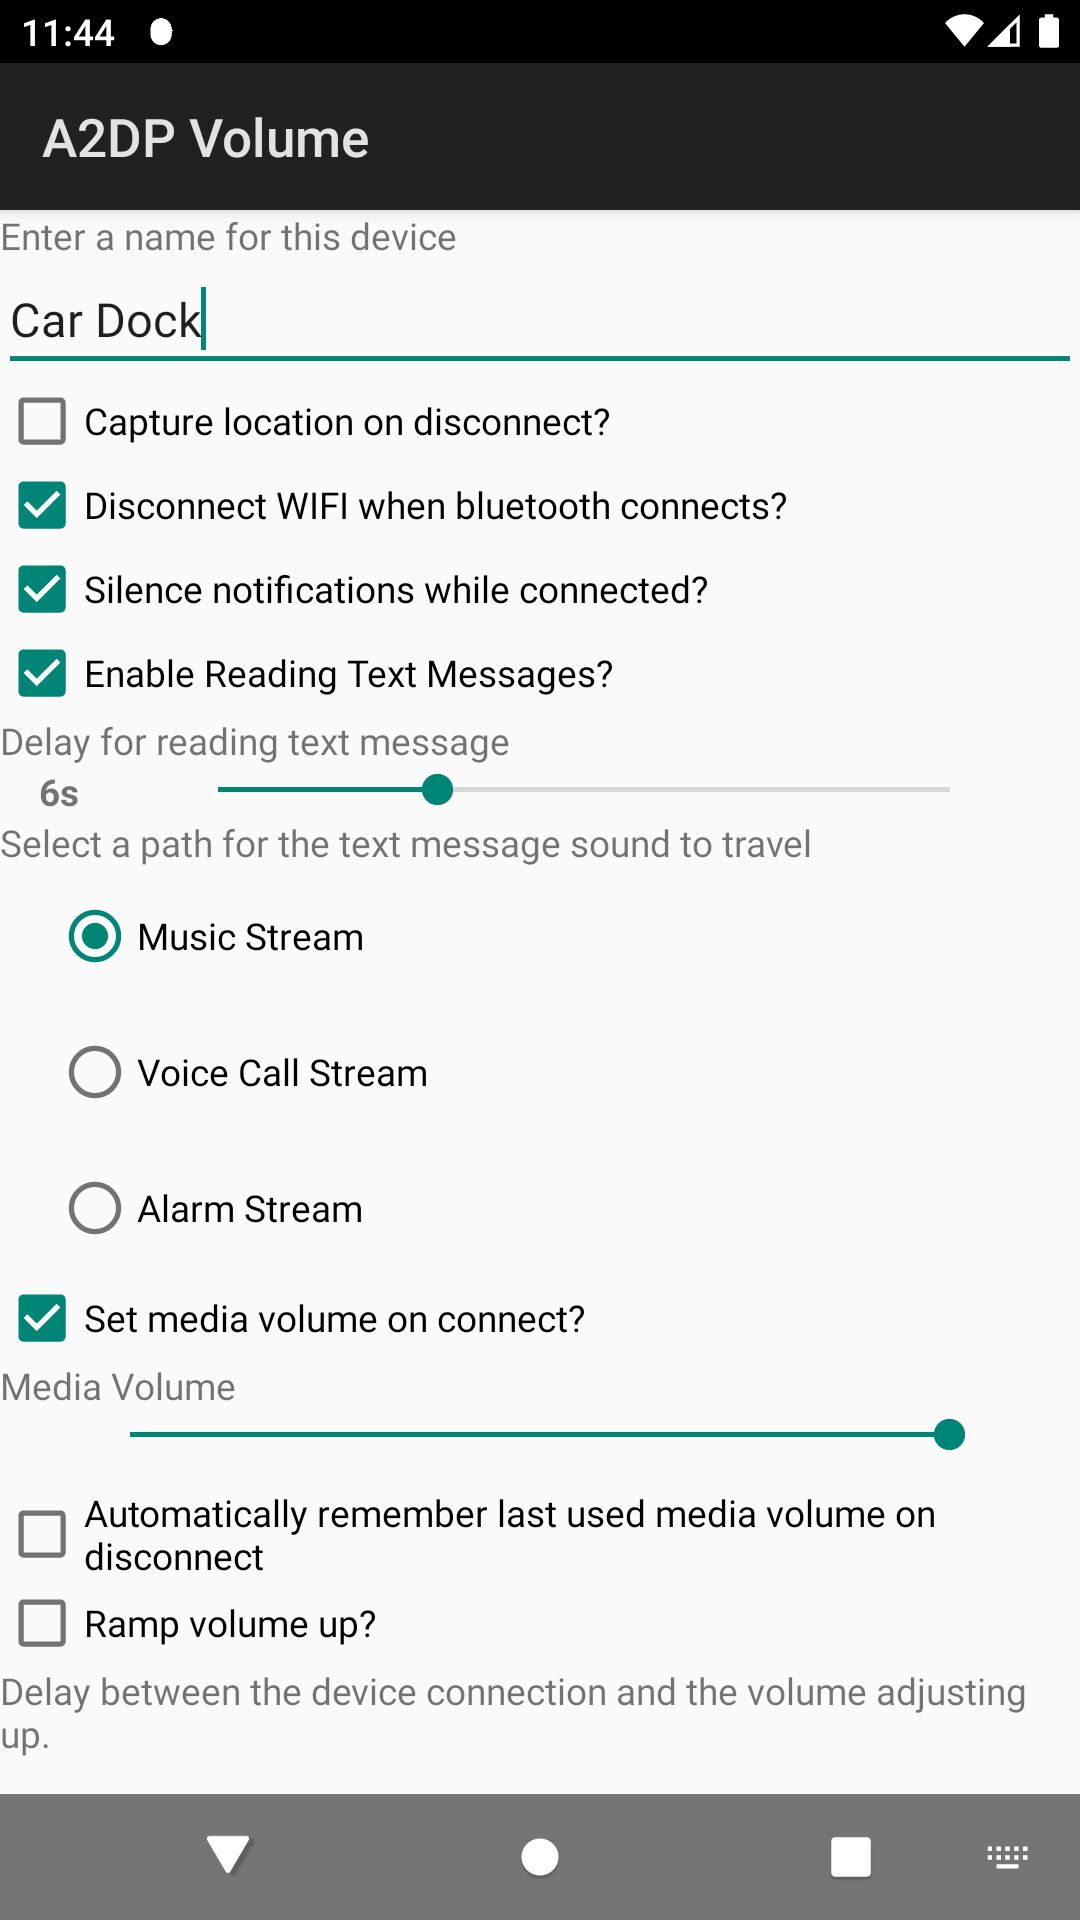 11:44
A2DP Volume
Enter a name for this device
Car Dock
Capture location on disconnect?
Disconnect WIFI when bluetooth connects?
Silence notifications while connected?
Enable Reading Text Messages?
Delay for reading text message
6s
Select a path for the text message sound to travel
Music Stream
Voice Call Stream
Alarm Stream
Set media volume on connect?
Media Volume
Automatically remember last used media volume on
disconnect
Ramp volume up?
Delay between the device connection and the volume adjusting
up.